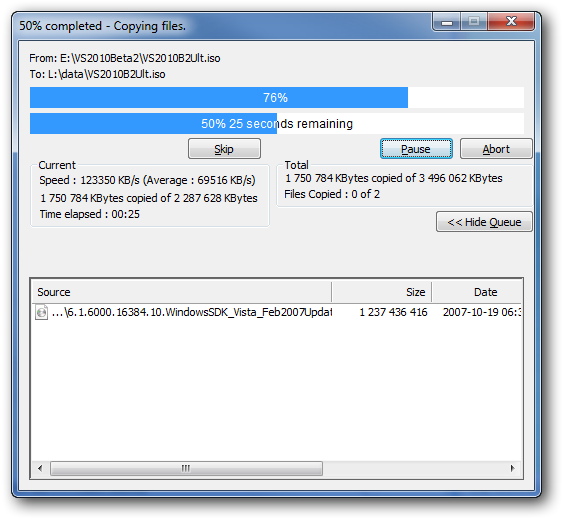 50% completed - Copying files.
From: E:\VS2010Beta2\VS2010B2Ult.iso
To: L:\data\VS2010B2Ult.iso
76%
50% 25 seconds remaining
Skip
Pause
Abort
Current
Speed : 123350 KB/s (Average : 69516 KB/s)
1 750 784 KBytes copied of 2 287 628 KBytes
Time elapsed : 00:25
Total
1 750 784 KBytes copied of 3 496 062 KBytes
Files Copied : 0 of 2
<< Hide Queue
Source Size Date
...\6.1.6000.16384.10.WindowsSDK_Vista_Feb2007Updat 1 237 436 416 2007-10-19 06:3